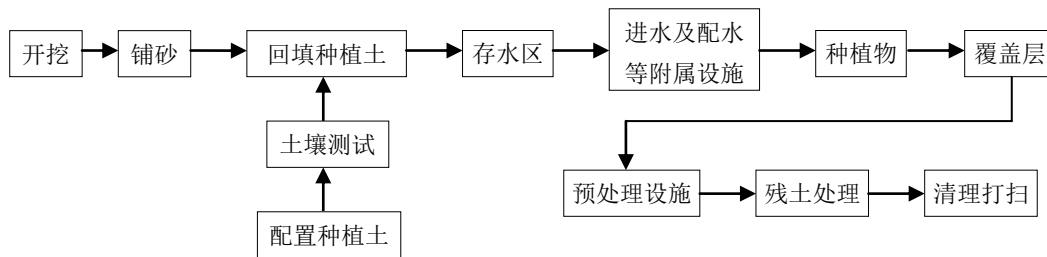 开挖
铺砂
回填种植土
存水区
进水及配水
等附属设施
种植物
覆盖层
土壤测试
配置种植土
预处理设施
残土处理
清理打扫